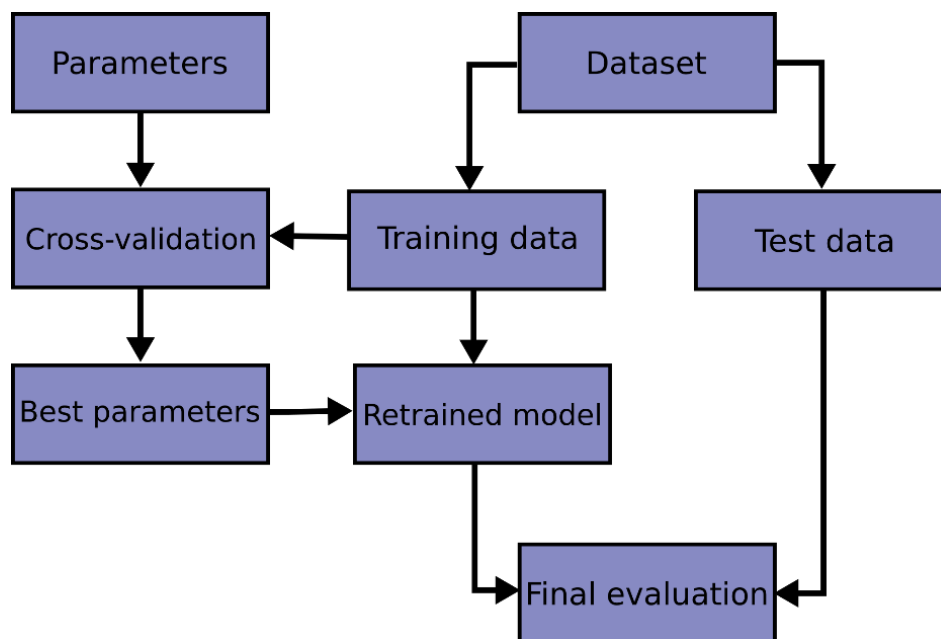 Parameters
Dataset
Cross-validation
Training data
Test data
Best parameters
Retrained model
Final evaluation